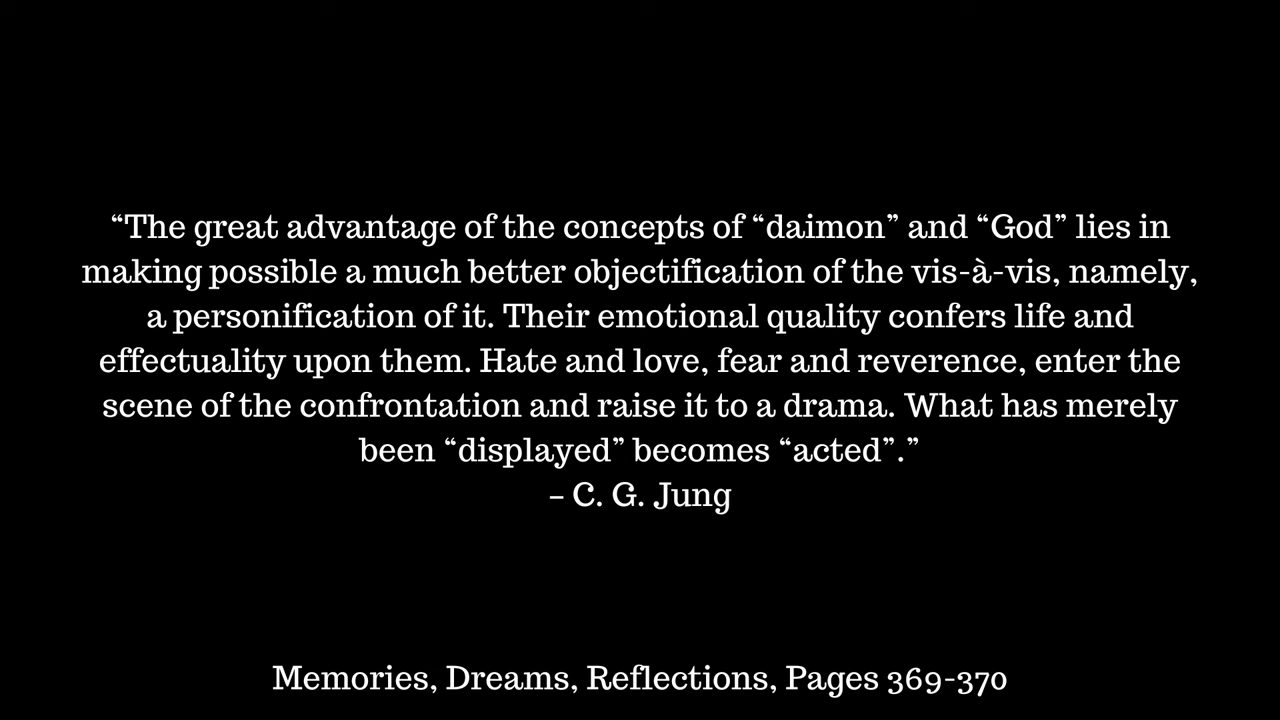 “The great advantage of the concepts of “daimon” and “God” lies in
making possible a much better objectification of the vis-à-vis, namely,
a personification of it. Their emotional quality confers life and
effectuality upon them. Hate and love, fear and reverence, enter the
scene of the confrontation and raise it to a drama. What has merely
been “displayed” becomes “acted”.”
– C. G. Jung
Memories, Dreams, Reflections, Pages 369-370